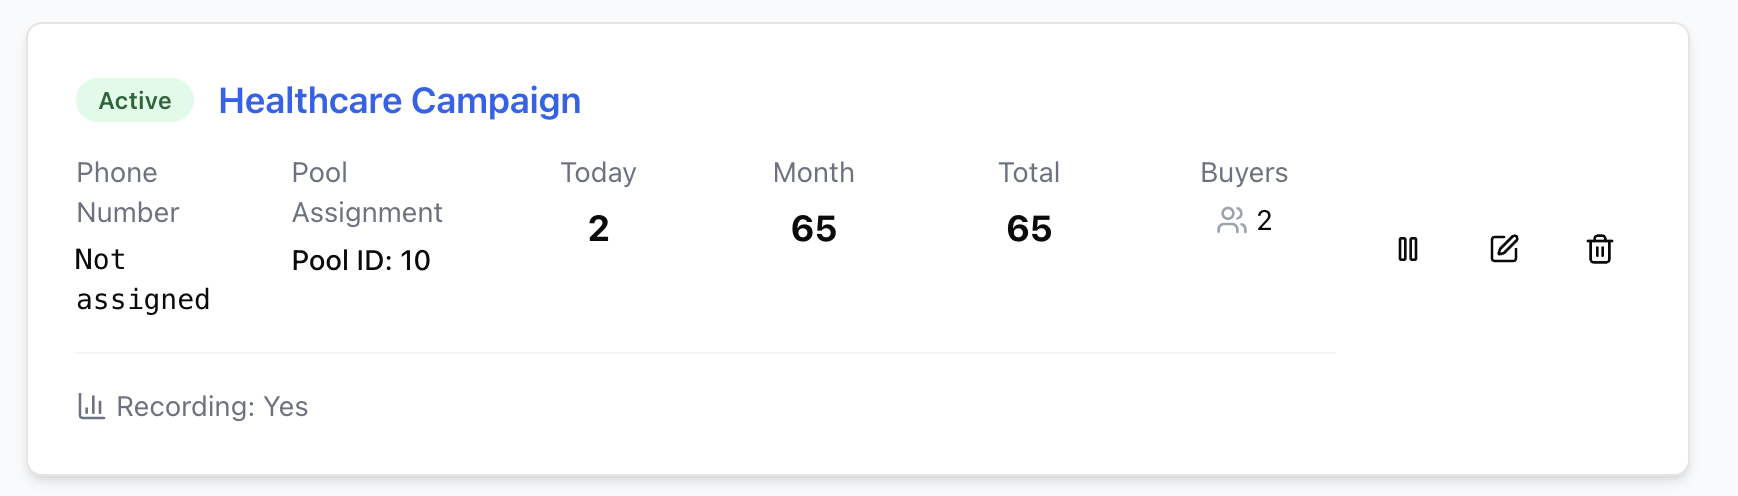 Active Healthcare Campaign
Phone Number
Not assigned
Pool Assignment
Pool ID: 10
Today
2
Month
65
Total
65
Buyers
2
Recording: Yes